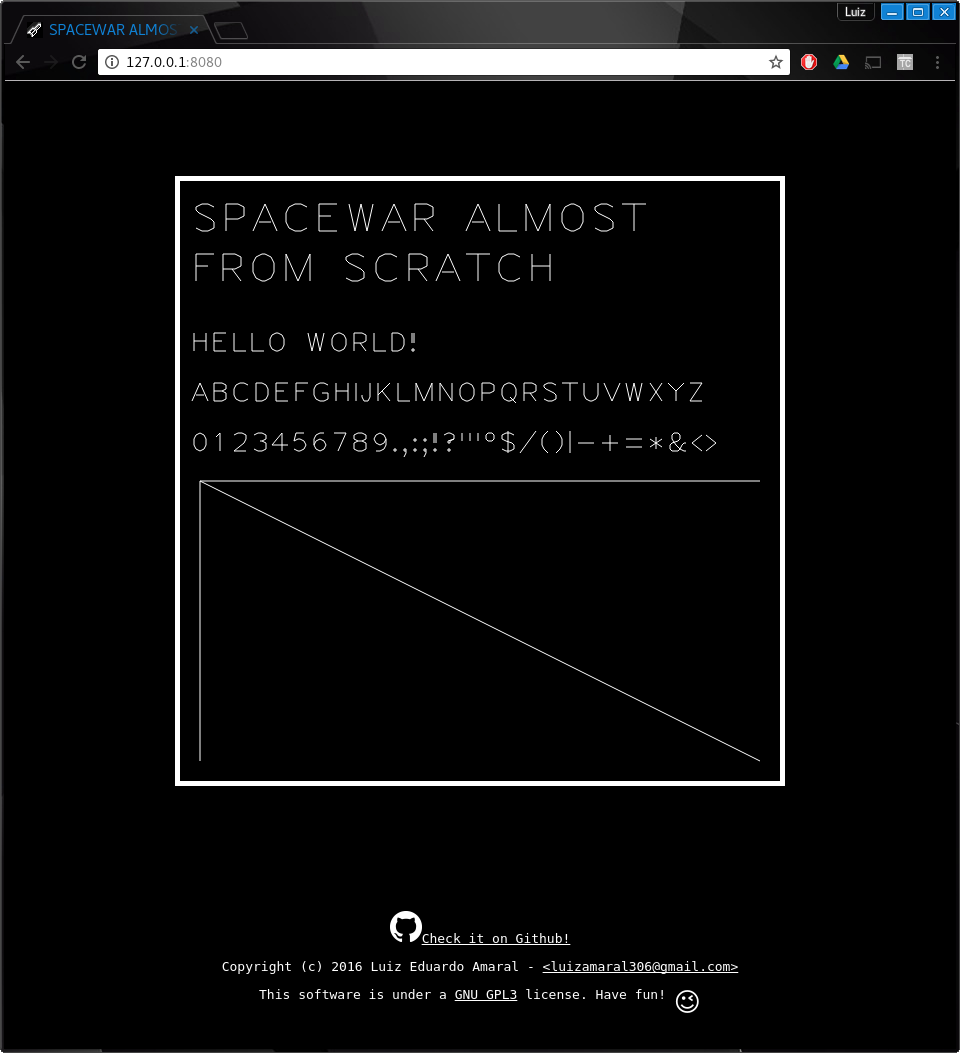 Luiz
SPACEWAR ALMOS
127.0.0.1:8080
TC
SPACEWAR ALMOST
FROM SCRATCH
HELLO WORLD!
ABCDEFGHIJKLMNOPQRSTUVWXYZ
0123456789.,:;!?"'°$/()|-+=*&<>
Check it on Github!
Copyright (c) 2016 Luiz Eduardo Amaral - <luizamaral306@gmail.com>
This software is under a GNU GPL3 license. Have fun!